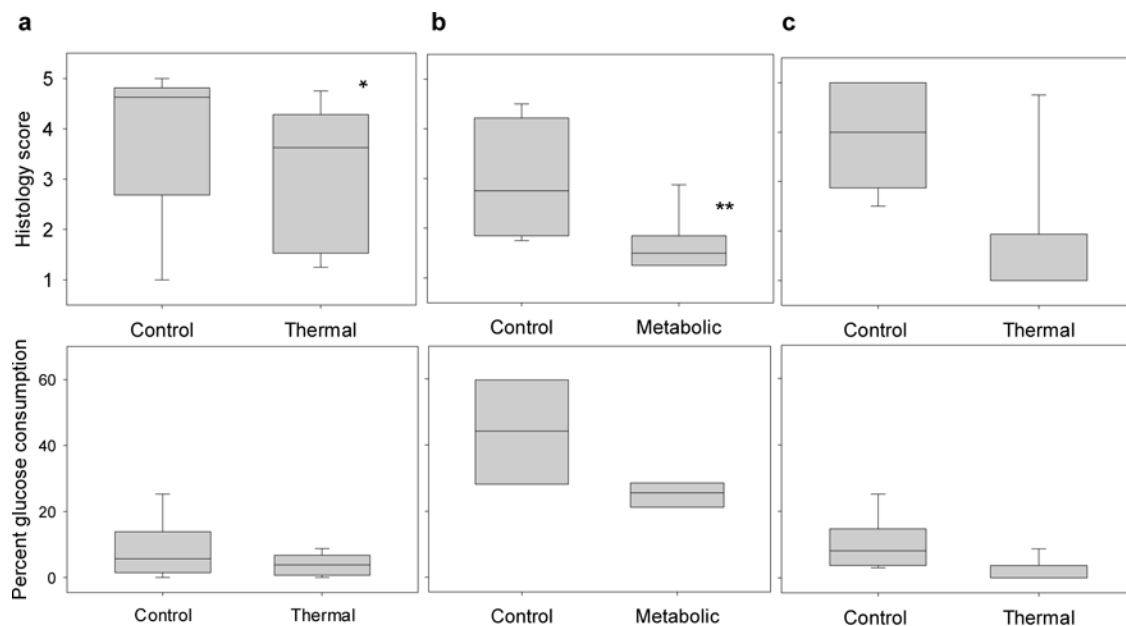 a
b
c
Histology score
5
4
3
2
1
*
**
Control
Thermal
Control
Metabolic
Control
Thermal
Percent glucose consumption
60
40
20
0
Control
Thermal
Control
Metabolic
Control
Thermal